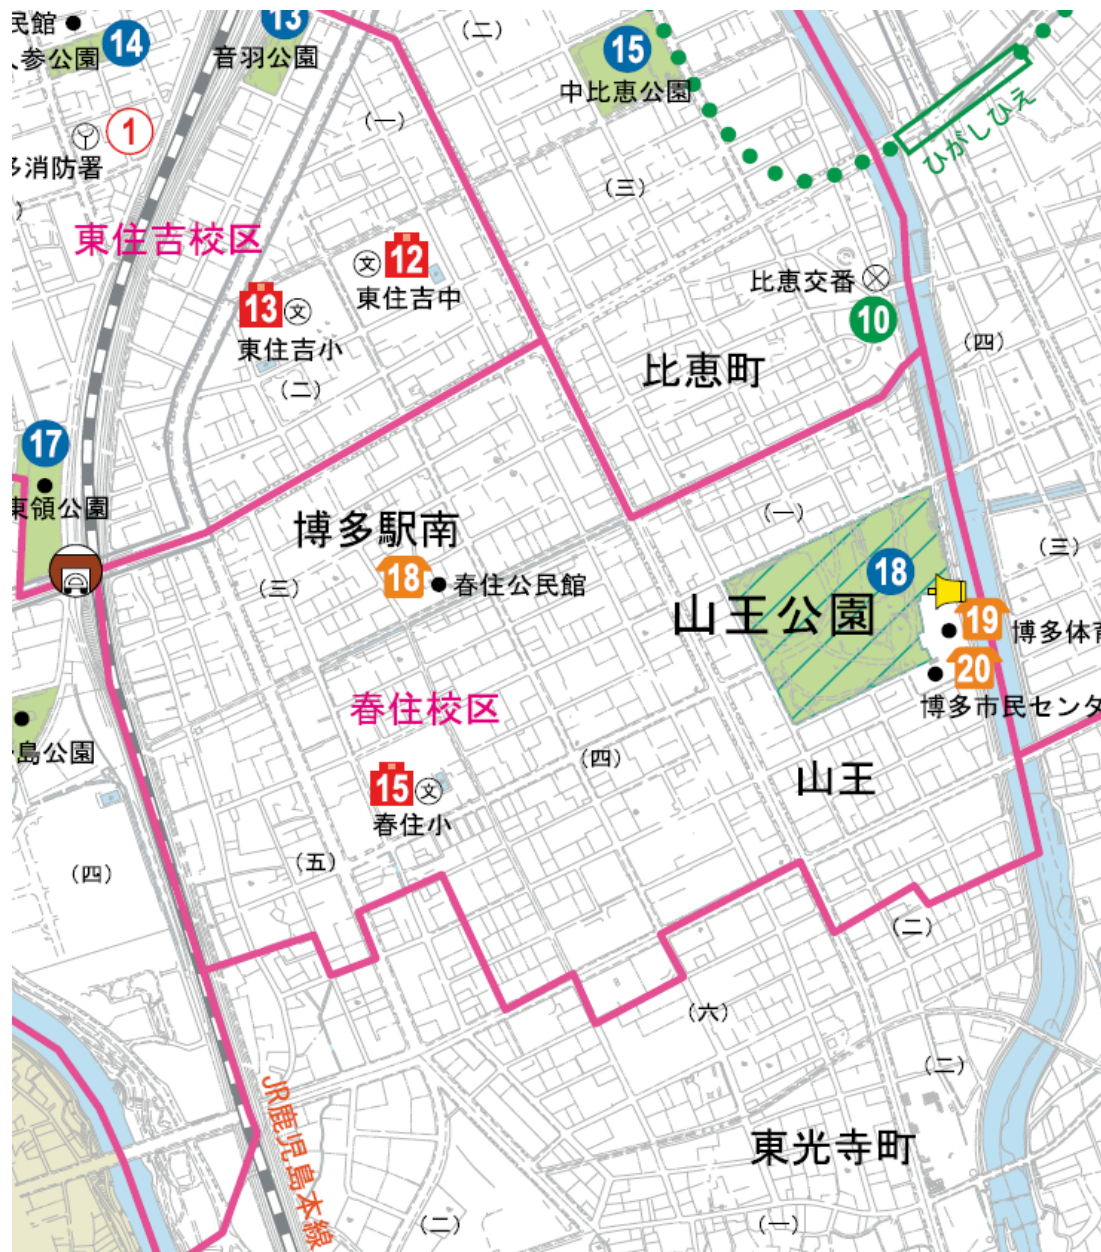 民館
14
人参公園
13
音羽公園
(二)
15
中比恵公園
1
多消防署
(一)
(三)
ひがしひえ
東住吉校区
文
12
東住吉中
13
文
東住吉小
(二)
比恵交番
10
(四)
比恵町
17
東領公園
博多駅南
(三)
18
春住公民館
(一)
18
山王公園
(三)
19
博多体育
20
博多市民センタ
春住校区
島公園
(四)
山王
15
文
春住小
(五)
(四)
(二)
(六)
(二)
JR鹿児島本線
東光寺町
(二)
(一)